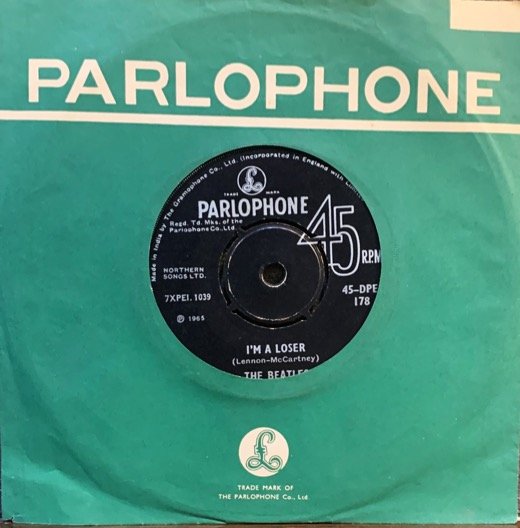 PARLOPHONE
Made in India by The Gramophone Co., Ltd. (Incorporated in England with
TRADE MARK
PARLOPHONE
45 R.P.M
Regd. Td. Mks. of the
Parlophone Co., Ltd.
NORTHERN
SONGS LTD.
45-DPE
178
7XPEI. 1039
℗ 1965
I'M A LOSER
(Lennon-McCartney)
THE BEATLES
TRADE MARK OF
THE PARLOPHONE Co., Ltd